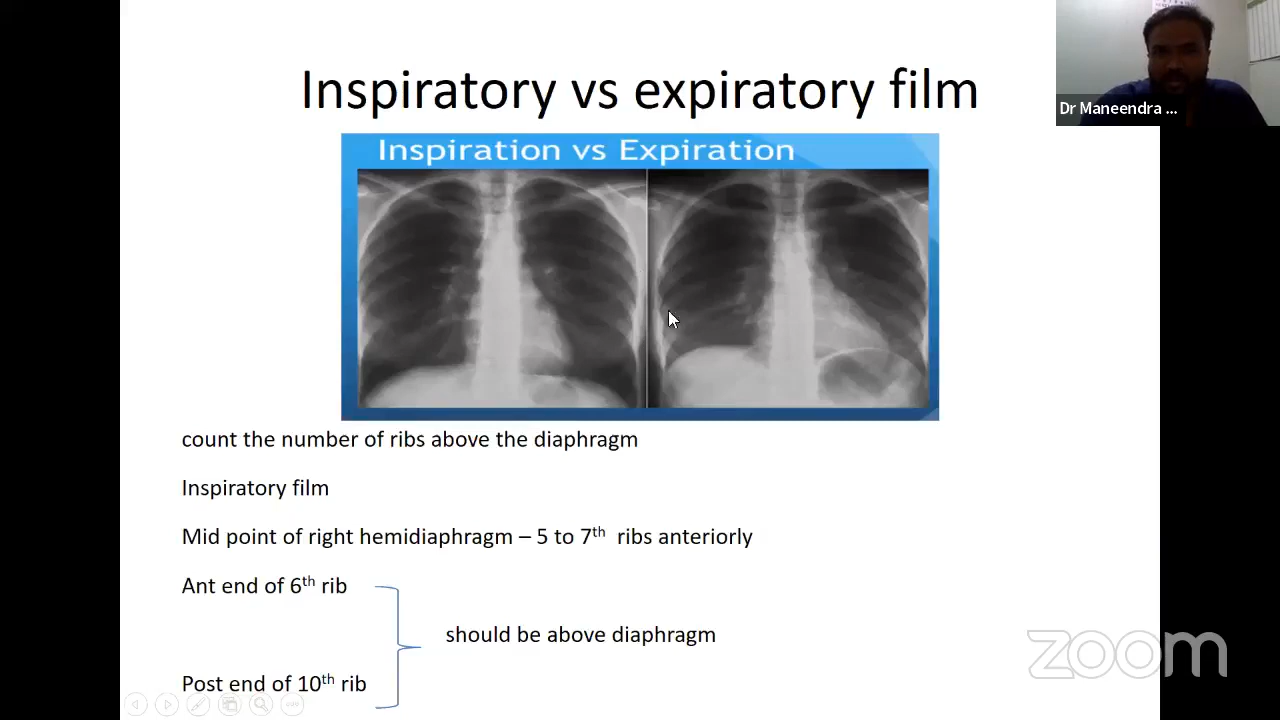 Inspiratory vs expiratory film
Dr Maneendra ...
Inspiration vs Expiration
count the number of ribs above the diaphragm
Inspiratory film
Mid point of right hemidiaphragm – 5 to 7th ribs anteriorly
Ant end of 6th rib
should be above diaphragm
Post end of 10th rib
zoom